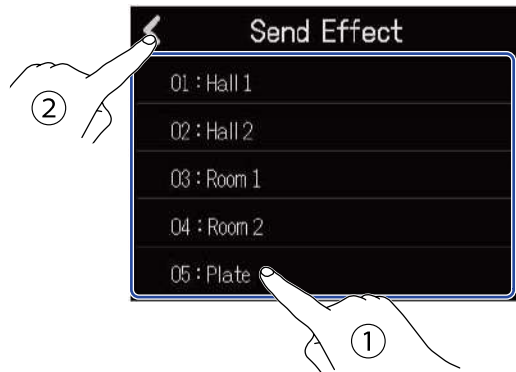 Send Effect
01 : Hall 1
②
02 : Hall 2
03 : Room 1
04 : Room 2
05 : Plate
①